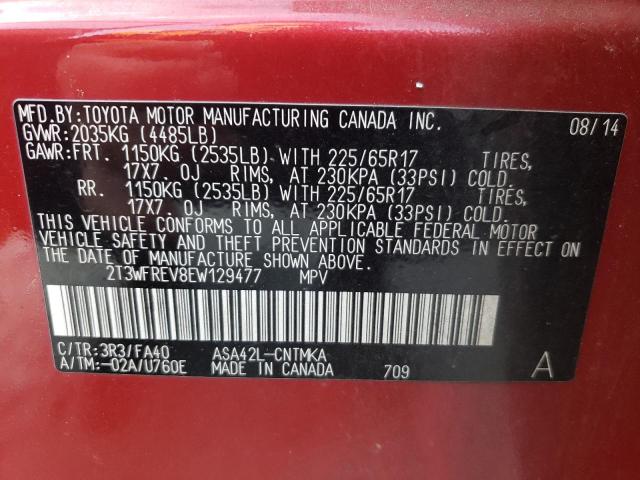 MFD.BY:TOYOTA MOTOR MANUFACTURING CANADA INC. 08/14
GVWR:2035KG (4485LB)
GAWR:FRT. 1150KG (2535LB) WITH 225/65R17 TIRES,
17X7.0J RIMS, AT 230KPA (33PSI) COLD.
RR. 1150KG (2535LB) WITH 225/65R17 TIRES,
17X7.0J RIMS, AT 230KPA (33PSI) COLD.
THIS VEHICLE CONFORMS TO ALL APPLICABLE FEDERAL MOTOR
VEHICLE SAFETY AND THEFT PREVENTION STANDARDS IN EFFECT ON
THE DATE OF MANUFACTURE SHOWN ABOVE.
2T3WFREV8EW129477 MPV
C/TR:3R3/FA40 ASA42L-CNTMKA
A/TM:-02A/U760E MADE IN CANADA 709 A